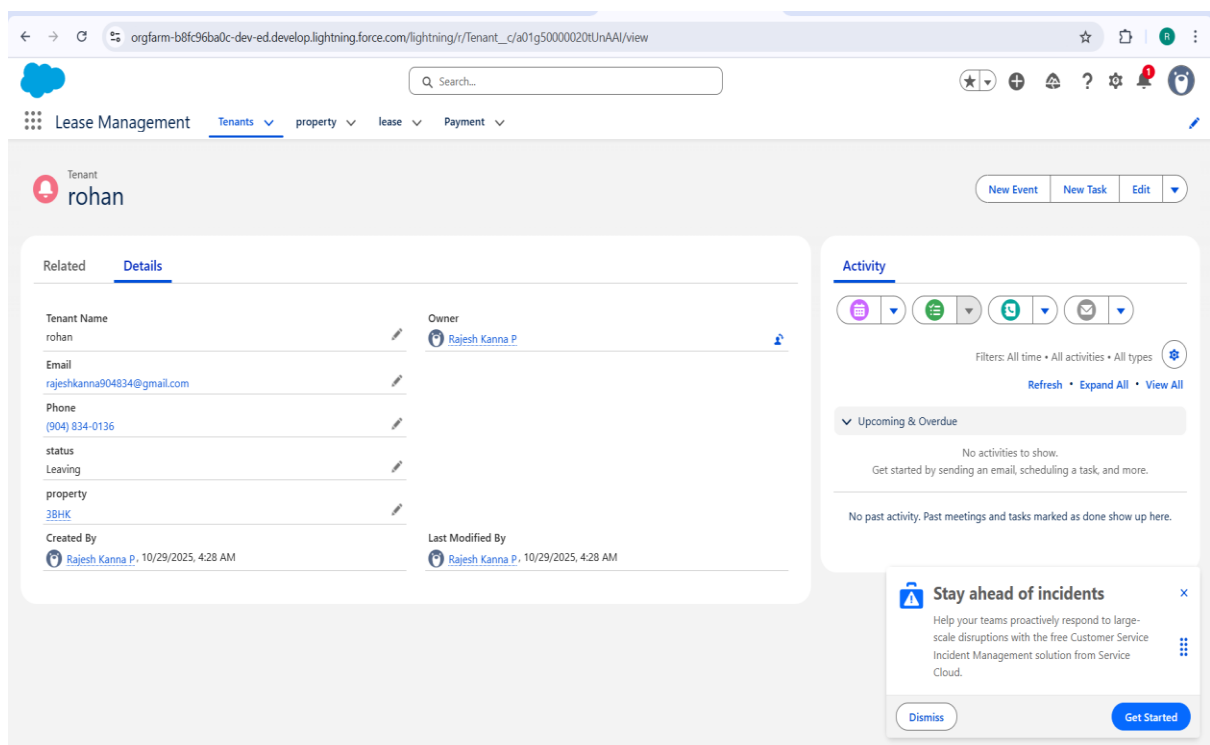 orgfarm-b8fc96ba0c-dev-ed.develop.lightning.force.com/lightning/r/Tenant__c/a01g50000020tUnAAI/view
R
Search...
1
Lease Management Tenants property lease Payment
Tenant
rohan
New Event New Task Edit
Related Details
Tenant Name
rohan
Owner
Rajesh Kanna P
Email
rajeshkanna904834@gmail.com
Phone
(904) 834-0136
status
Leaving
property
3BHK
Created By
Rajesh Kanna P, 10/29/2025, 4:28 AM
Last Modified By
Rajesh Kanna P, 10/29/2025, 4:28 AM
Activity
Filters: All time • All activities • All types
Refresh • Expand All • View All
Upcoming & Overdue
No activities to show.
Get started by sending an email, scheduling a task, and more.
No past activity. Past meetings and tasks marked as done show up here.
Stay ahead of incidents
Help your teams proactively respond to large-
scale disruptions with the free Customer Service
Incident Management solution from Service
Cloud.
Dismiss Get Started